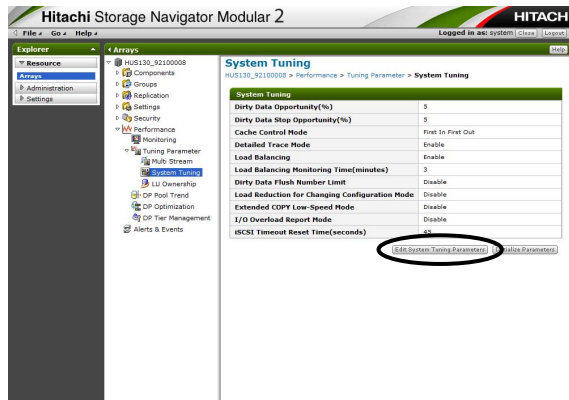 Hitachi Storage Navigator Modular 2
HITACH
File Go Help
Logged in as: system Close Logout
Explorer
Arrays
Help
Resource
Arrays
Administration
Settings
HUS130_92100008
Components
Groups
Replication
Settings
Security
Performance
Monitoring
Tuning Parameter
Multi Stream
System Tuning
LU Ownership
DP Pool Trend
DP Optimization
DP Tier Management
Alerts & Events
System Tuning
HUS130_92100008 > Performance > Tuning Parameter > System Tuning
System Tuning
Dirty Data Opportunity(%) 5
Dirty Data Stop Opportunity(%) 5
Cache Control Mode First In First Out
Detailed Trace Mode Enable
Load Balancing Enable
Load Balancing Monitoring Time(minutes) 3
Dirty Data Flush Number Limit Disable
Load Reduction for Changing Configuration Mode Disable
Extended COPY Low-Speed Mode Disable
I/O Overload Report Mode Disable
iSCSI Timeout Reset Time(seconds) 45
Edit System Tuning Parameters
Parameters